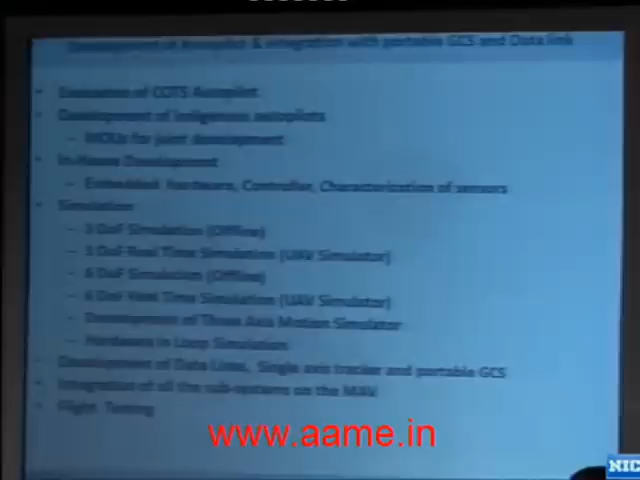 Development of Autopilot & integration with portable GCS and Data link
• Evaluation of COTS Autopilot
• Development of indigenous autopilots
– MOUs for joint development
• In-House Development
– Embedded Hardware, Controller, Characterization of sensors
• Simulation
– 3 DoF Simulation (Offline)
– 3 DoF Real Time Simulation (UAV Simulator)
– 6 DoF Simulation (Offline)
– 6 DoF Real Time Simulation (UAV Simulator)
– Development of Three Axis Motion Simulator
– Hardware in Loop Simulation
• Development of Data Links, Single axis tracker and portable GCS
• Integration of all the sub-systems on the MAV
• Flight Testing
www.aame.in
NIC